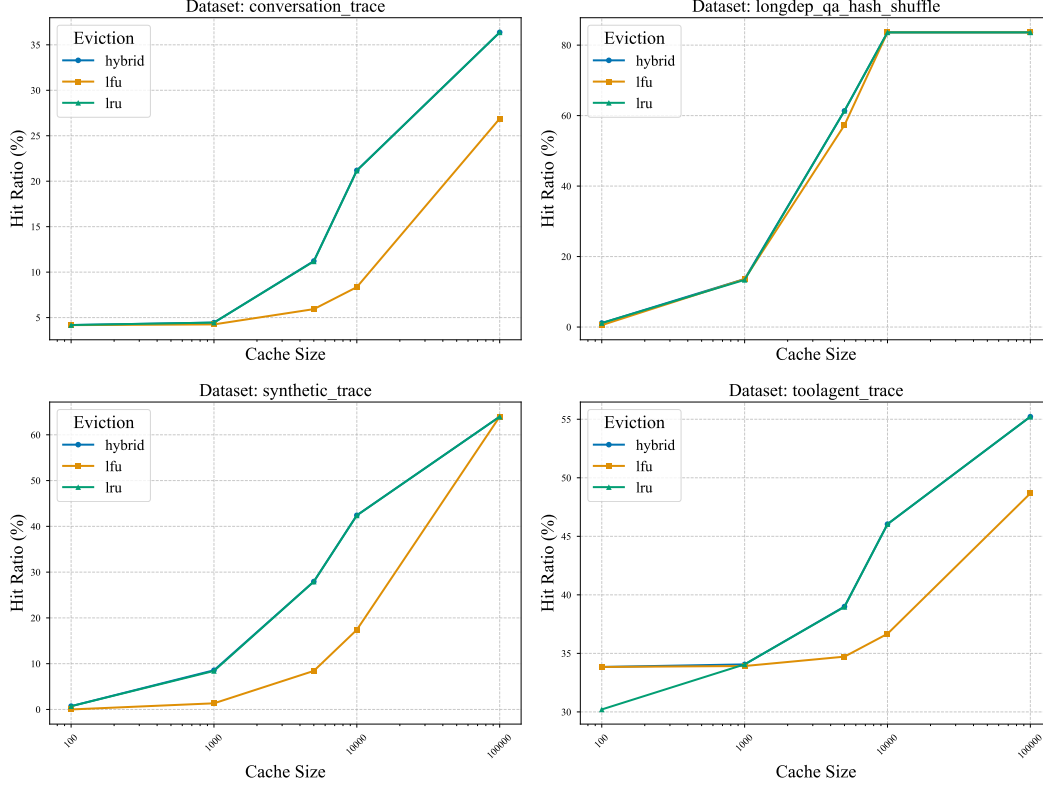 Dataset: conversation_trace
Hit Ratio (%)
35
30
25
20
15
10
5
Eviction
hybrid
lfu
lru
Cache Size
Dataset: longdep_qa_hash_shuffle
Hit Ratio (%)
80
60
40
20
0
Eviction
hybrid
lfu
lru
Cache Size
Dataset: synthetic_trace
Hit Ratio (%)
60
50
40
30
20
10
0
Eviction
hybrid
lfu
lru
100
1000
10000
100000
Cache Size
Dataset: toolagent_trace
Hit Ratio (%)
55
50
45
40
35
30
Eviction
hybrid
lfu
lru
100
1000
10000
100000
Cache Size